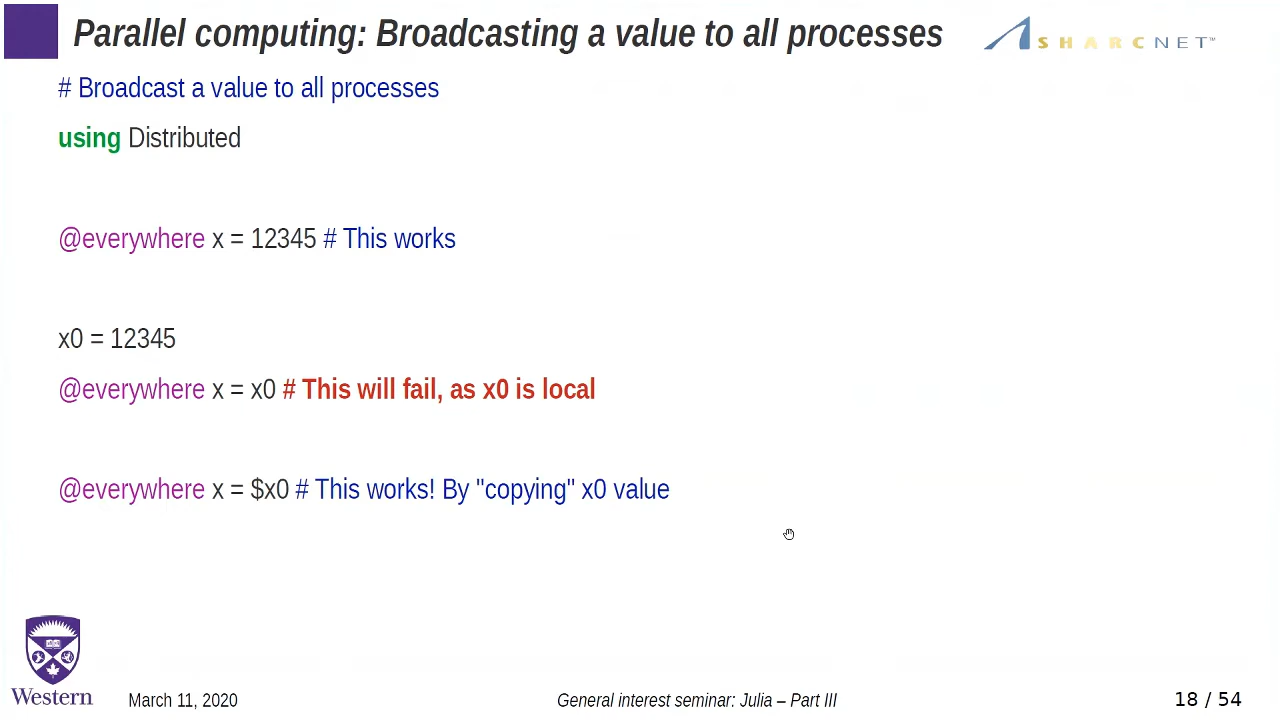 Parallel computing: Broadcasting a value to all processes
SHARCNET™
# Broadcast a value to all processes
using Distributed
@everywhere x = 12345 # This works
x0 = 12345
@everywhere x = x0 # This will fail, as x0 is local
@everywhere x = $x0 # This works! By "copying" x0 value
Western
March 11, 2020
General interest seminar: Julia – Part III
18 / 54